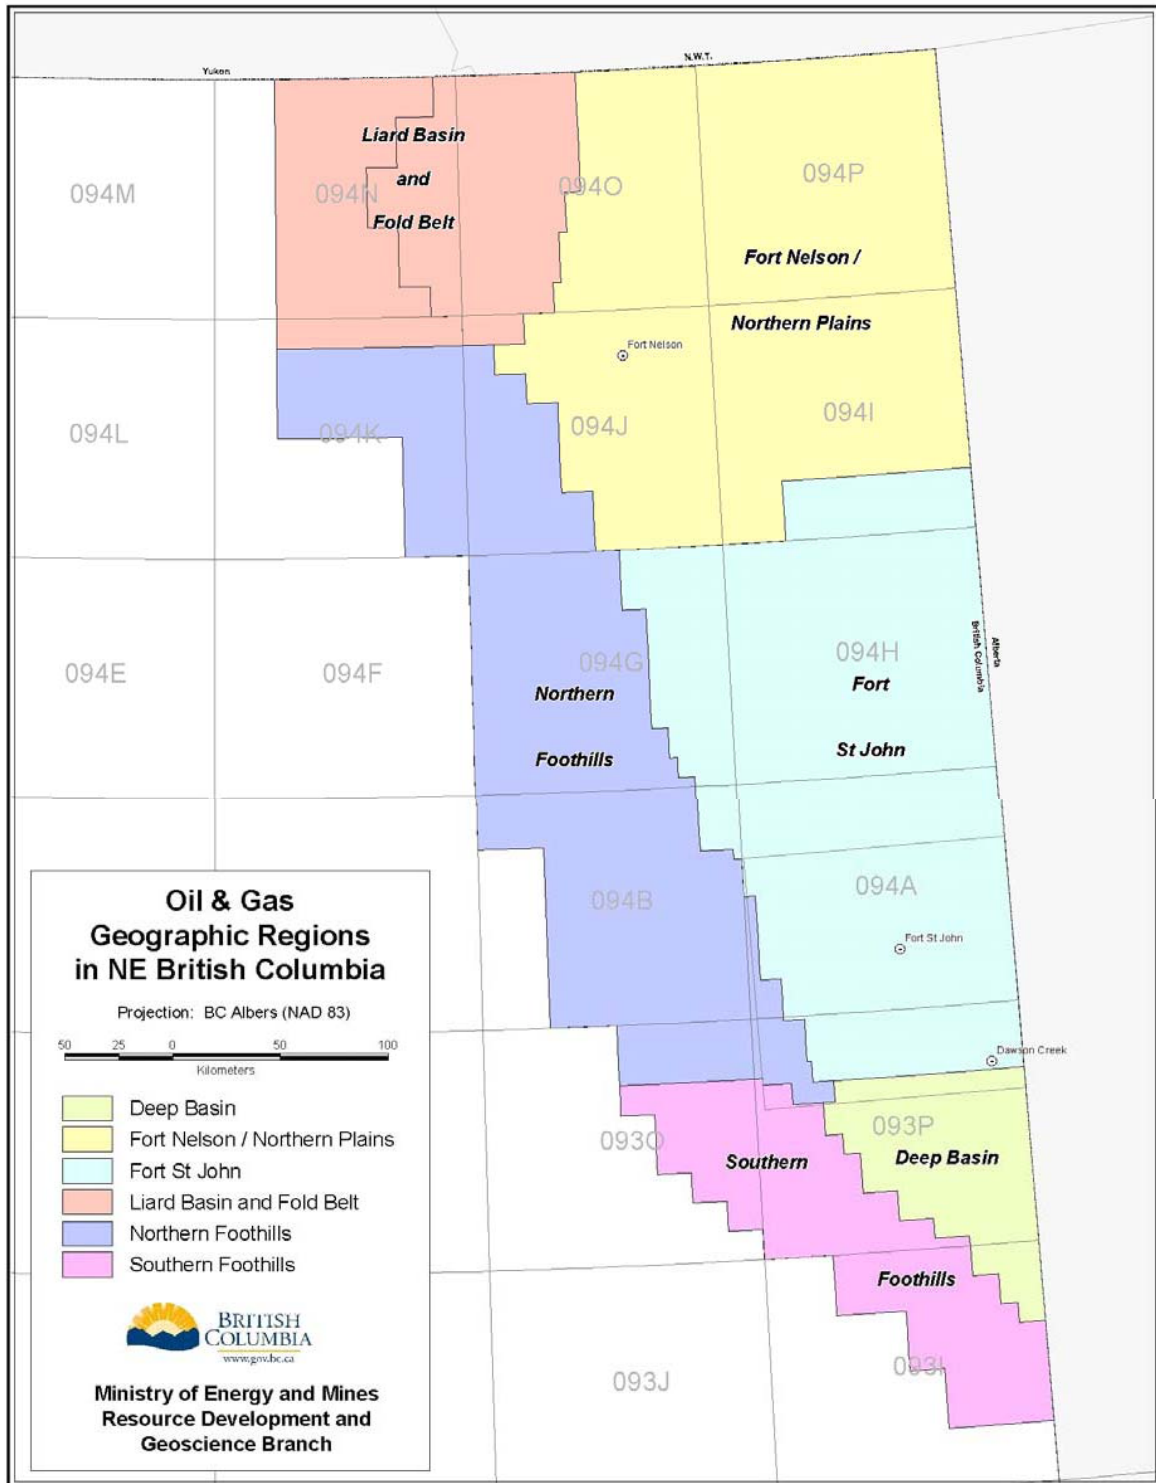 Yukon
N.W.T.
Liard Basin
and
Fold Belt
094M
094N
094O
094P
Fort Nelson /
Northern Plains
Fort Nelson
094L
094K
094J
094I
094E
094F
094G
094H
Northern
Foothills
Fort
St John
Alberta
British Columbia
094B
094A
Fort St John
Dawson Creek
093O
093P
Southern
Deep Basin
Foothills
093J
093I
Oil & Gas
Geographic Regions
in NE British Columbia
Projection: BC Albers (NAD 83)
50 25 0 50 100
Kilometers
Deep Basin
Fort Nelson / Northern Plains
Fort St John
Liard Basin and Fold Belt
Northern Foothills
Southern Foothills
BRITISH
COLUMBIA
www.gov.bc.ca
Ministry of Energy and Mines
Resource Development and
Geoscience Branch